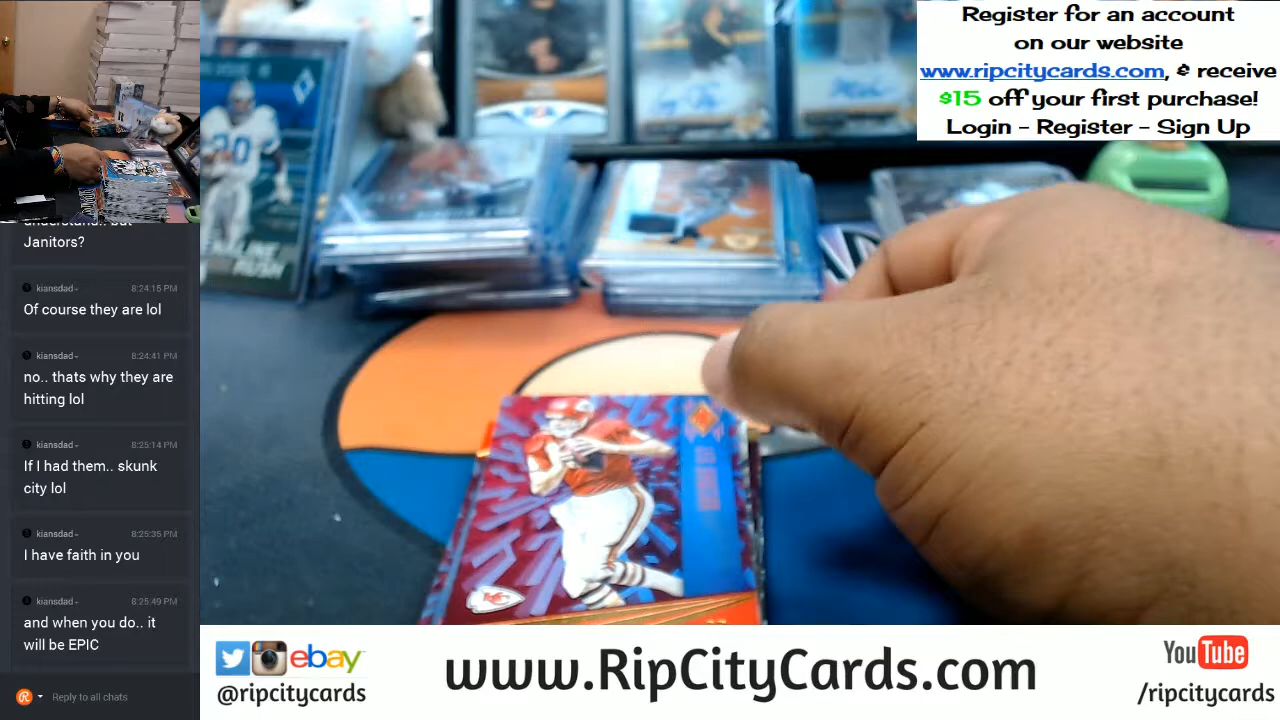 Register for an account
on our website
www.ripcitycards.com, & receive
$15 off your first purchase!
Login - Register - Sign Up
Janitors?
kiansdad
8:24:15 PM
Of course they are lol
kiansdad
8:24:41 PM
no.. thats why they are
hitting lol
kiansdad
8:25:14 PM
If I had them.. skunk
city lol
kiansdad
8:25:35 PM
I have faith in you
kiansdad
8:25:49 PM
and when you do.. it
will be EPIC
Reply to all chats
20
KC
ebay
@ripcitycards
www.RipCityCards.com
YouTube
/ripcitycards